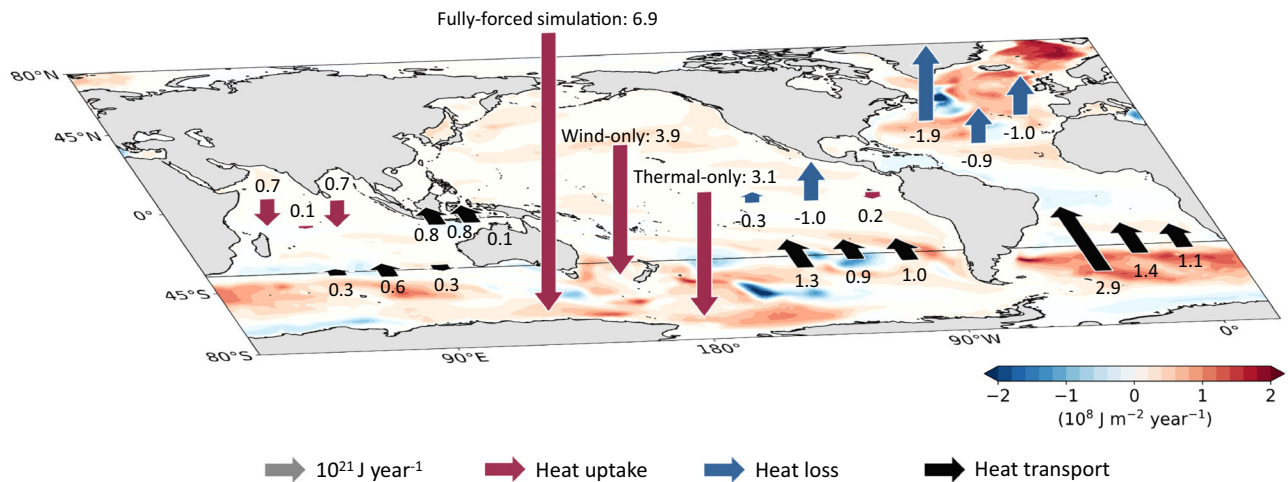 Fully-forced simulation: 6.9
80°N
45°N
0°
45°S
80°S
Wind-only: 3.9
Thermal-only: 3.1
-1.9
-0.9
-1.0
0.7
0.1
0.7
0.8
0.8
0.1
-0.3
-1.0
0.2
0.3
0.6
0.3
1.3
0.9
1.0
2.9
1.4
1.1
90°E
180°
90°W
0°
−2 −1 0 1 2
(10⁸ J m⁻² year⁻¹)
10²¹ J year⁻¹ Heat uptake Heat loss Heat transport